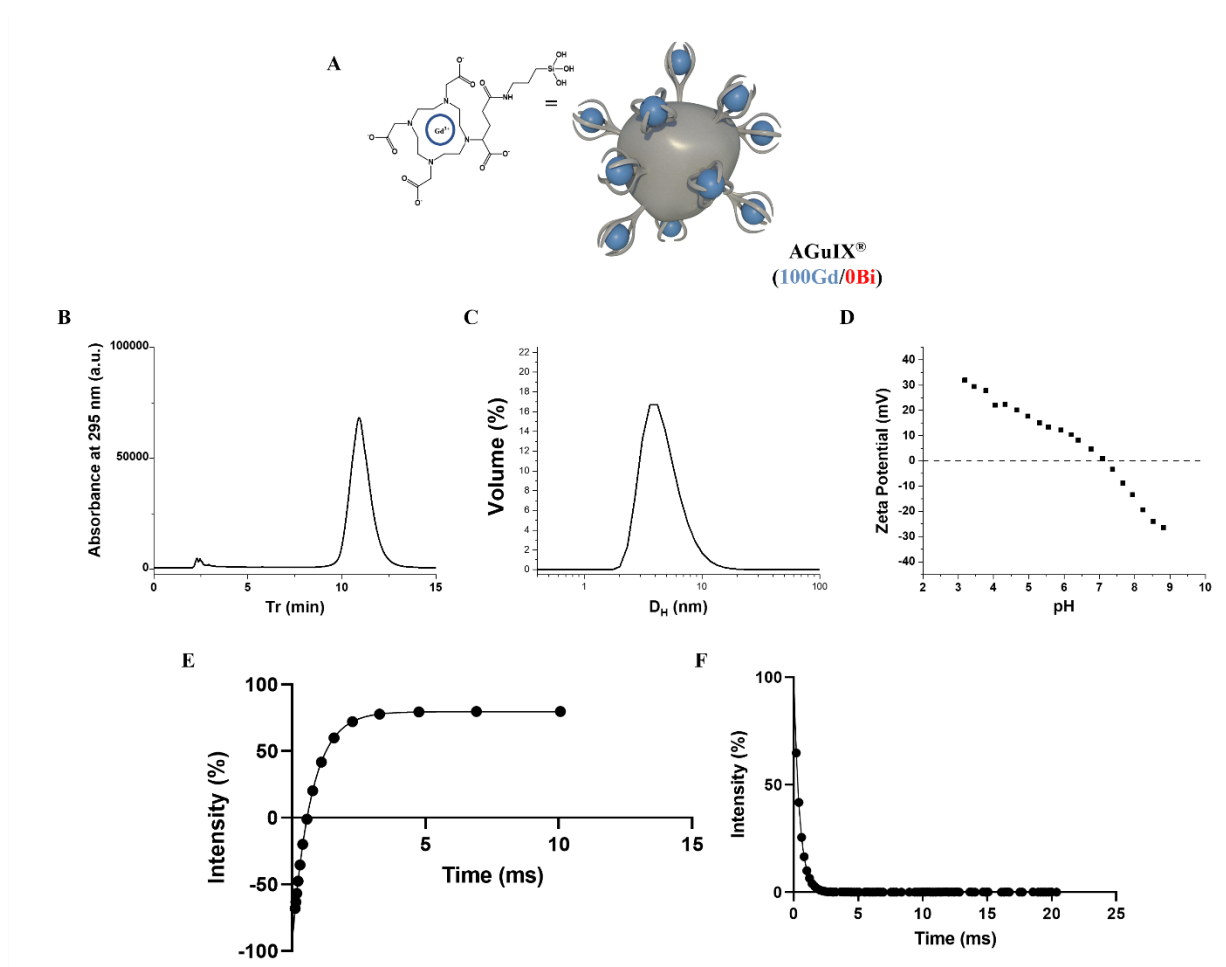 A
O⁻
O
O⁻
O
N
N
Gd³⁺
N
N
O
O⁻
O
O⁻
O
NH
Si
OH
OH
OH
=
AGuIX®
(100Gd/0Bi)
B
Absorbance at 295 nm (a.u.)
100000
50000
0
0 5 10 15
Tr (min)
C
Volume (%)
22
20
18
16
14
12
10
8
6
4
2
0
1 10 100
D_H (nm)
D
Zeta Potential (mV)
40
30
20
10
0
-10
-20
-30
-40
2 3 4 5 6 7 8 9 10
pH
E
Intensity (%)
100
50
0
-50
-100
5 10 15
Time (ms)
F
Intensity (%)
100
50
0
0 5 10 15 20 25
Time (ms)